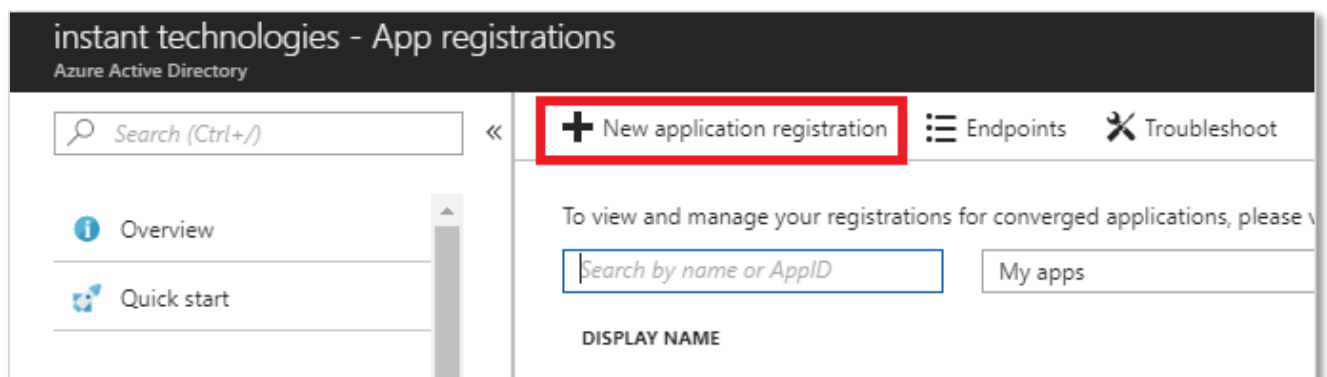 instant technologies - App registrations
Azure Active Directory
Search (Ctrl+/)
«
New application registration
Endpoints
Troubleshoot
Overview
Quick start
To view and manage your registrations for converged applications, please
Search by name or AppID
My apps
DISPLAY NAME